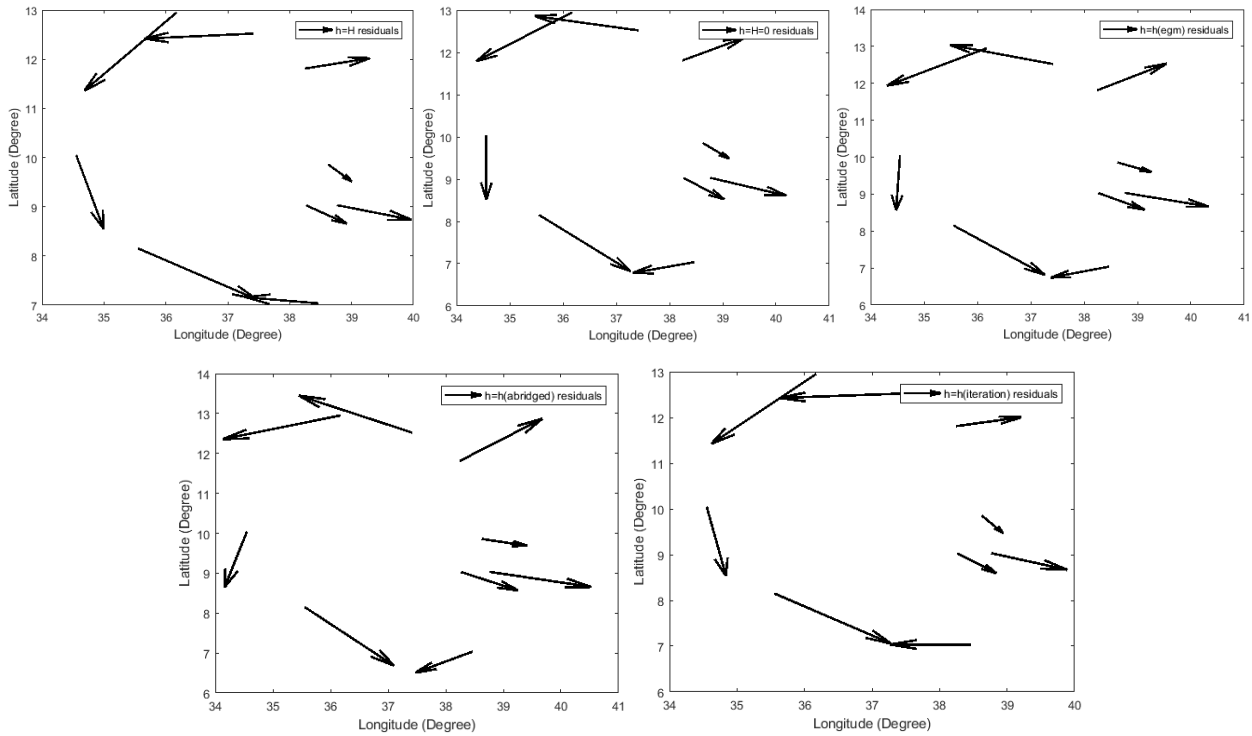 h=H residuals
Latitude (Degree)
13
12
11
10
9
8
7
34 35 36 37 38 39 40
Longitude (Degree)
h=H=0 residuals
Latitude (Degree)
13
12
11
10
9
8
7
6
34 35 36 37 38 39 40 41
Longitude (Degree)
h=h(egm) residuals
Latitude (Degree)
14
13
12
11
10
9
8
7
6
34 35 36 37 38 39 40 41
Longitude (Degree)
h=h(abridged) residuals
Latitude (Degree)
14
13
12
11
10
9
8
7
6
34 35 36 37 38 39 40 41
Longitude (Degree)
h=h(iteration) residuals
Latitude (Degree)
13
12
11
10
9
8
7
6
34 35 36 37 38 39 40
Longitude (Degree)